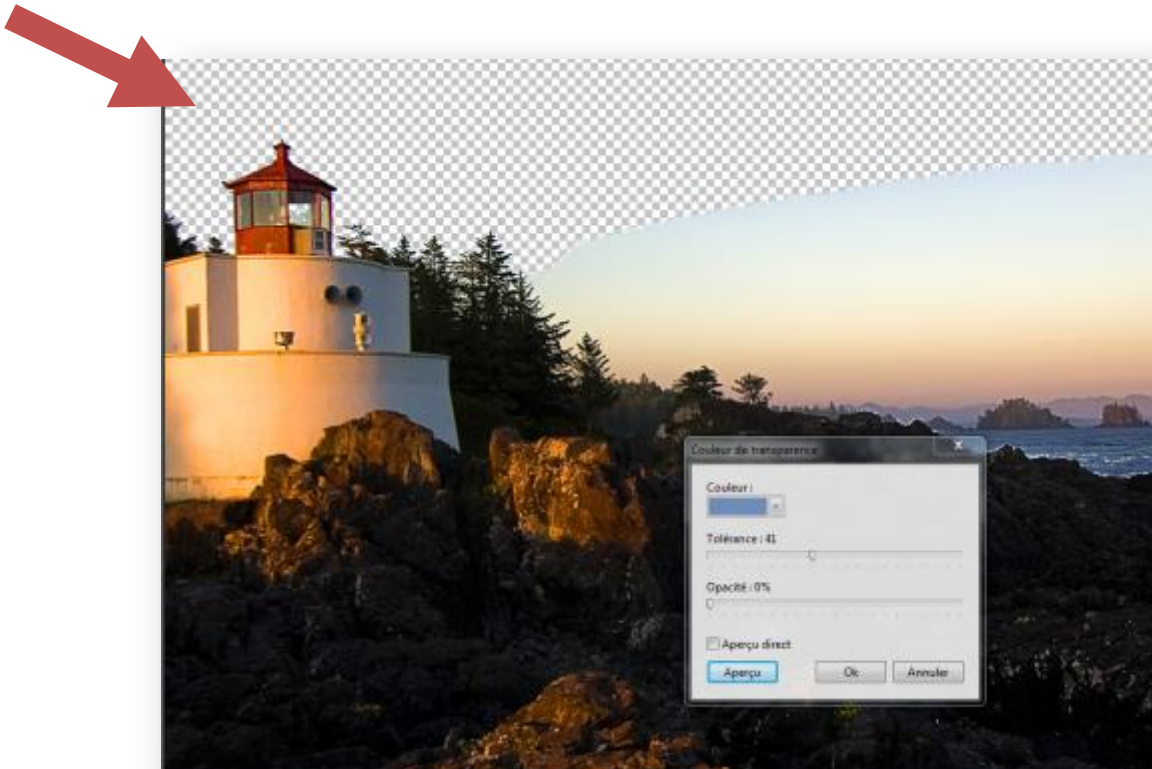 Couleur de transparence
Couleur :
Tolérance : 41
Opacité : 0%
Aperçu direct
Aperçu
Ok
Annuler